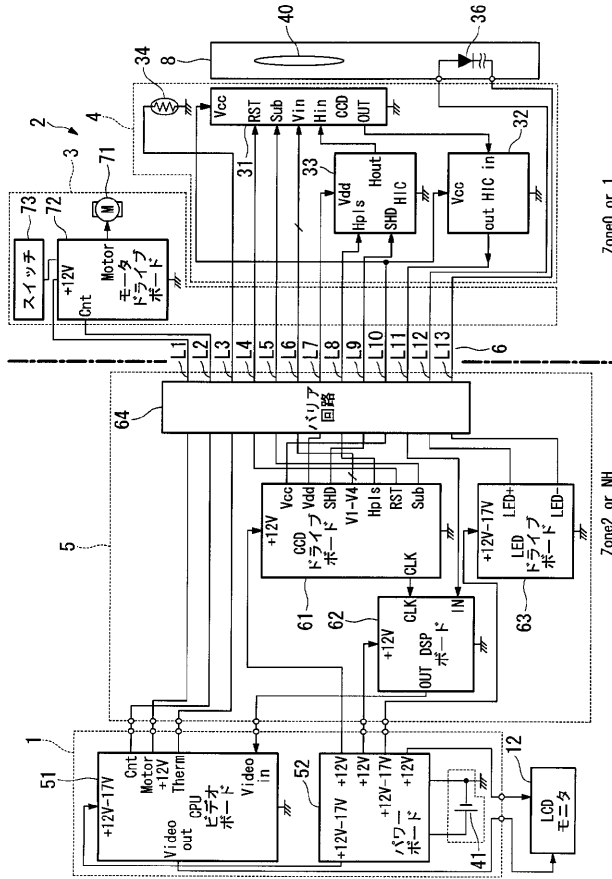 1
51
+12V-17V
Cnt
Motor
+12V
Therm
CPU
ビデオ
ボード
Video
in
Video
out
52
+12V-17V
+12V
+12V
+12V-17V
+12V
パワー
ボード
41
12
LCD
モニタ
5
61
+12V
Vcc
Vdd
SHD
V1-V4
Hpls
RST
Sub
CCD
ドライブ
ボード
CLK
62
+12V
CLK
IN
OUT
DSP
ボード
63
+12V-17V
LED+
LED-
LED
ドライブ
ボード
64
バリア
回路
Zone2 or NH
L1
L2
L3
L4
L5
L6
L7
L8
L9
L10
L11
L12
L13
6
2
3
73
スイッチ
72
+12V
Cnt
Motor
モータ
ドライブ
ボード
71
M
4
34
31
Vcc
RST
Sub
Vin
Hin
CCD
OUT
33
Vdd
Hpls
SHD
Hout
HIC
32
Vcc
HIC
in
out
8
40
36
Zone0 or 1